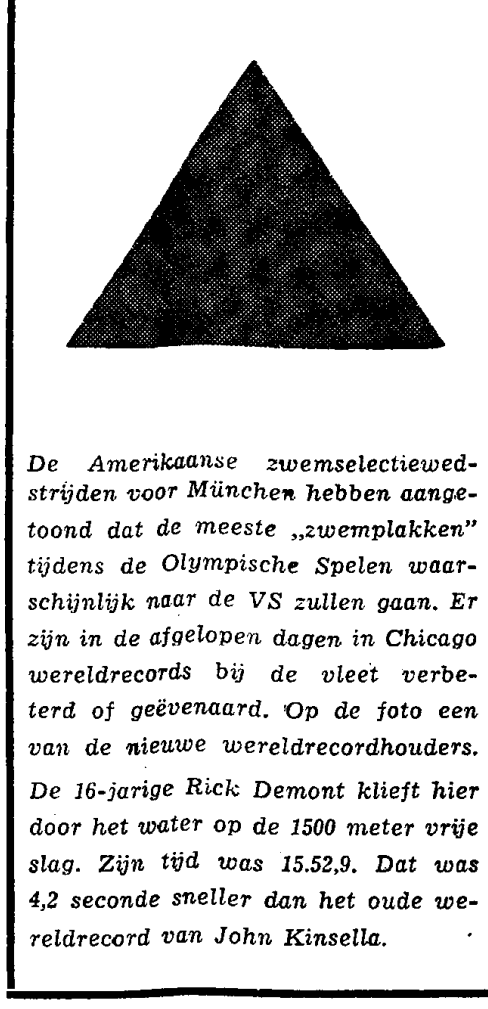 De Amerikaanse zwemselectiewed-
strijden voor München hebben aange-
toond dat de meeste „zwemplakken”
tijdens de Olympische Spelen waar-
schijnlijk naar de VS zullen gaan. Er
zijn in de afgelopen dagen in Chicago
wereldrecords bij de vleet verbe-
terd of geëvenaard. Op de foto een
van de nieuwe wereldrecordhouders.
De 16-jarige Rick Demont klieft hier
door het water op de 1500 meter vrije
slag. Zijn tijd was 15.52,9. Dat was
4,2 seconde sneller dan het oude we-
reldrecord van John Kinsella.